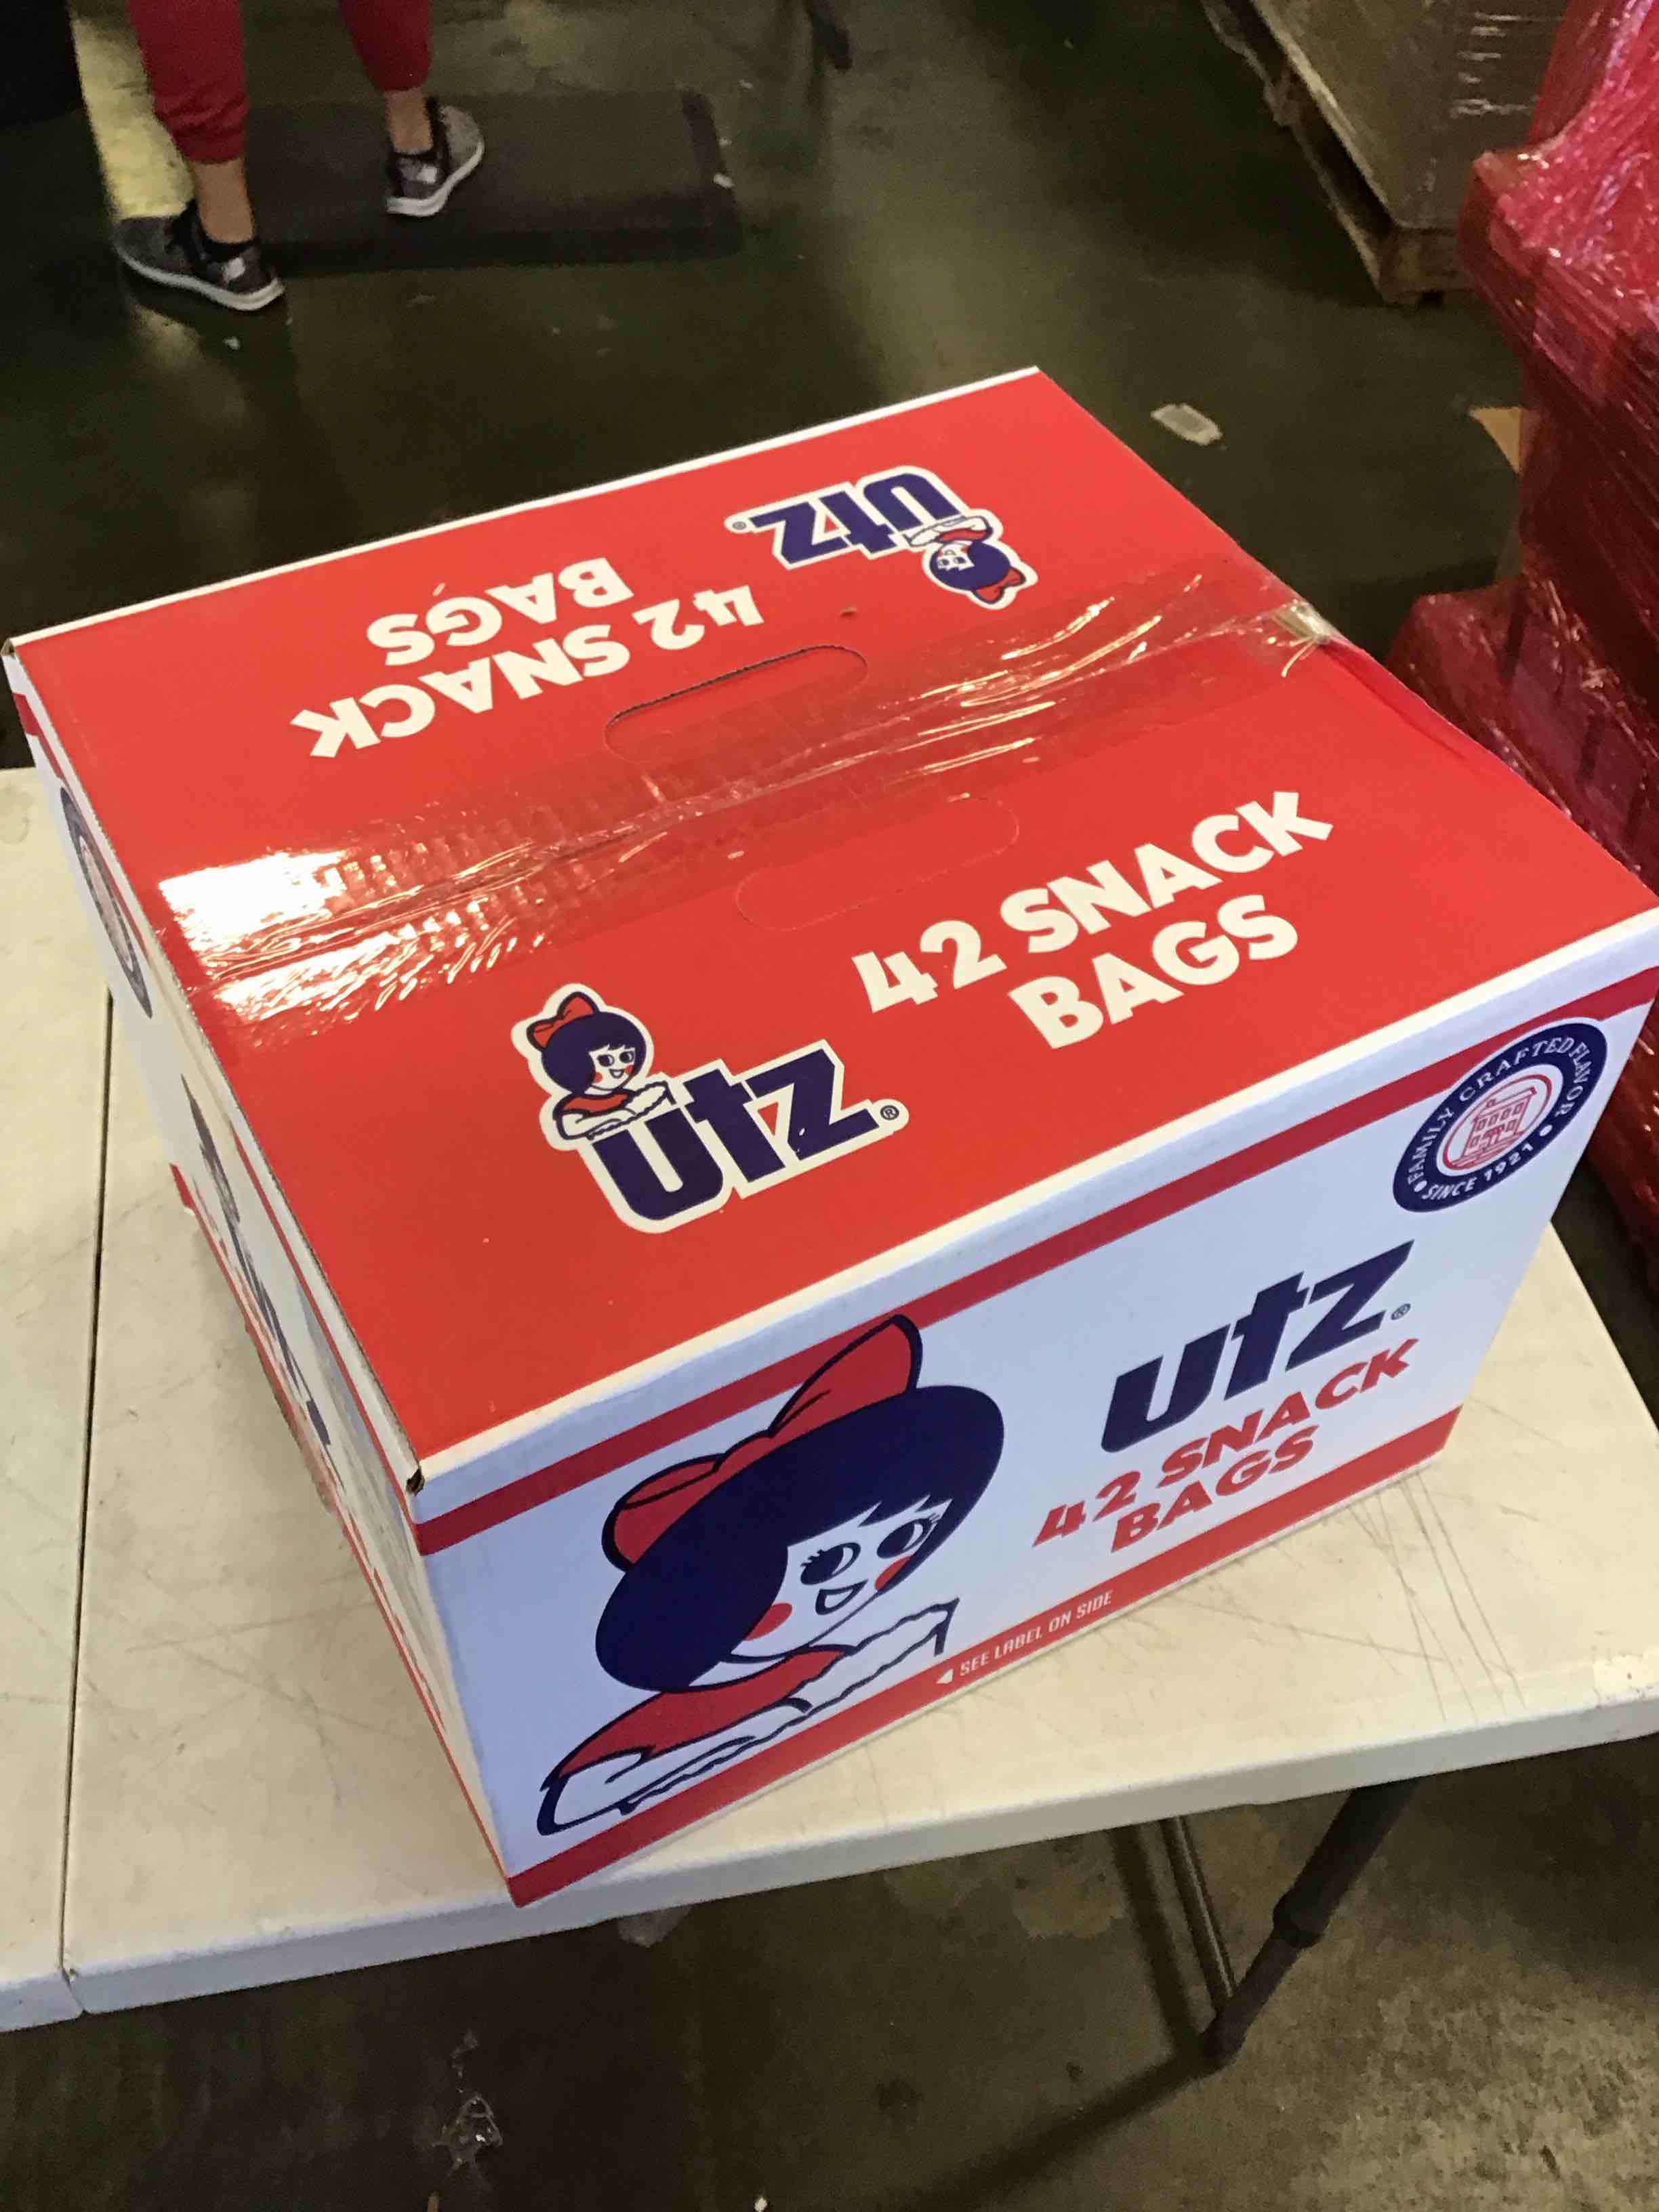 utz®
42 SNACK
BAGS
42 SNACK
BAGS
utz®
FAMILY CRAFTED FLAVOR
• SINCE 1921 •
utz®
42 SNACK
BAGS
SEE LABEL ON SIDE